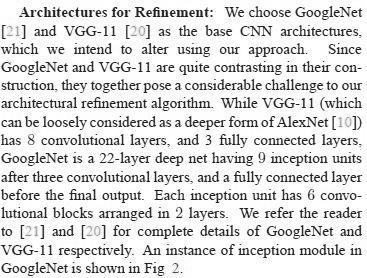 Architectures for Refinement: We choose GoogleNet
[21] and VGG-11 [20] as the base CNN architectures,
which we intend to alter using our approach. Since
GoogleNet and VGG-11 are quite contrasting in their con-
struction, they together pose a considerable challenge to our
architectural refinement algorithm. While VGG-11 (which
can be loosely considered as a deeper form of AlexNet [10])
has 8 convolutional layers, and 3 fully connected layers,
GoogleNet is a 22-layer deep net having 9 inception units
after three convolutional layers, and a fully connected layer
before the final output. Each inception unit has 6 convo-
lutional blocks arranged in 2 layers. We refer the reader
to [21] and [20] for complete details of GoogleNet and
VGG-11 respectively. An instance of inception module in
GoogleNet is shown in Fig 2.